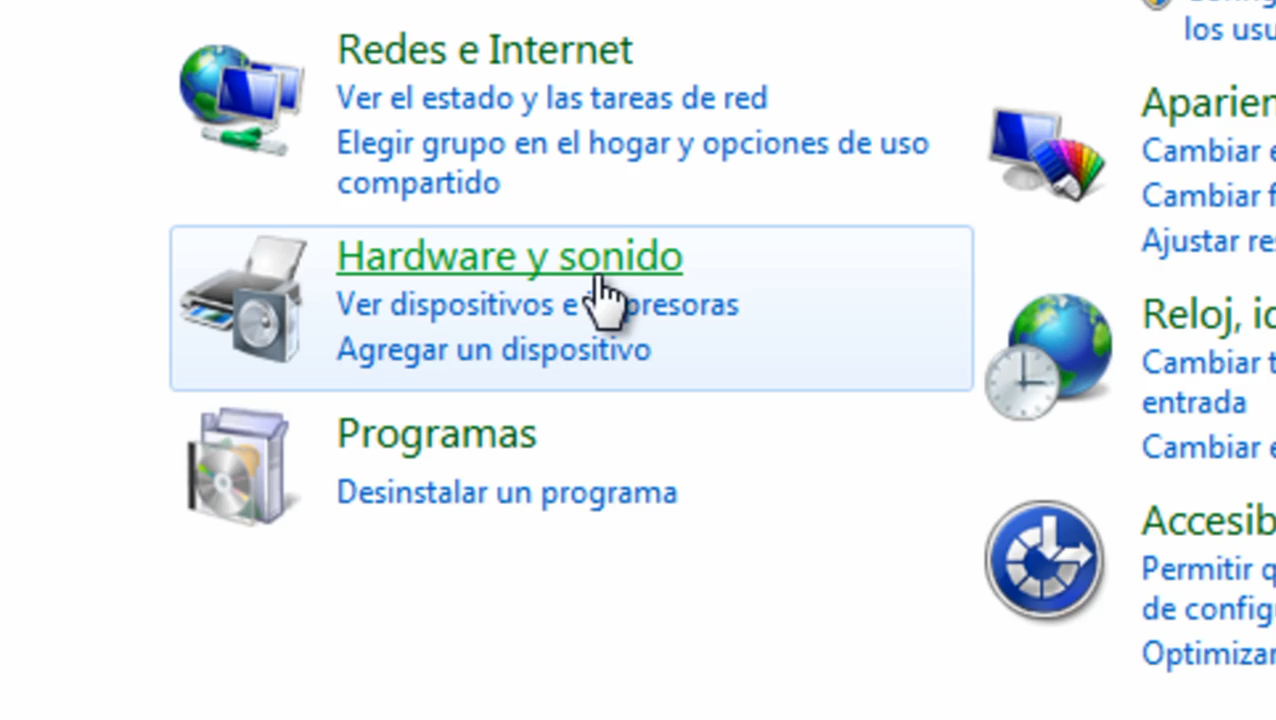 Redes e Internet
Ver el estado y las tareas de red
Elegir grupo en el hogar y opciones de uso
compartido
Hardware y sonido
Ver dispositivos e presoras
Agregar un dispositivo
Programas
Desinstalar un programa
los usu
Aparien
Cambiar e
Cambiar f
Ajustar res
Reloj, id
Cambiar t
entrada
Cambiar e
Accesib
Permitir q
de config
Optimizar